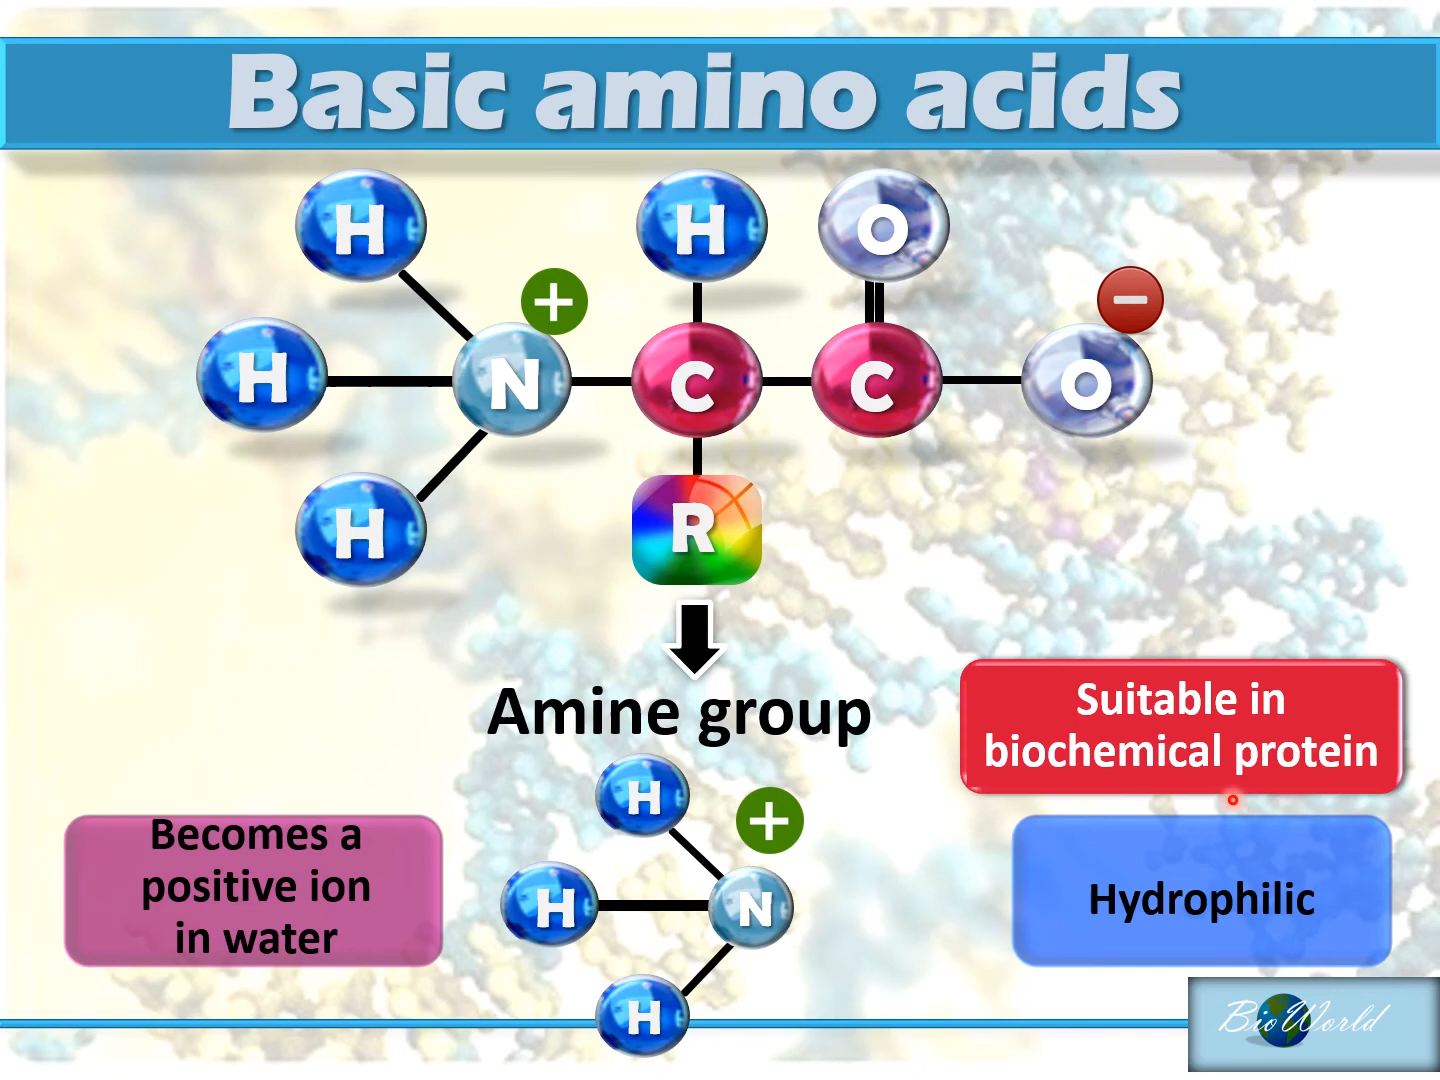 Basic amino acids
H
H
O
+
−
H
N
C
C
O
H
R
Amine group
Suitable in
biochemical protein
H
+
Becomes a
positive ion
in water
H
N
Hydrophilic
H
BioWorld